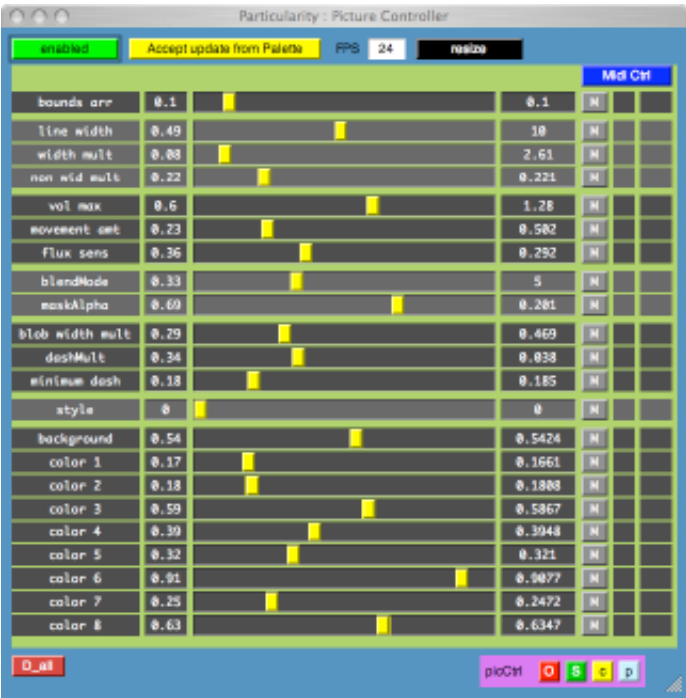 Particularity : Picture Controller
enabled Accept update from Palette FPS 24 resize
Midi Ctrl
bounds arr 0.1 0.1 M
line width 0.49 10 M
width mult 0.08 2.61 M
non wid mult 0.22 0.221 M
vol max 0.6 1.28 M
movement amt 0.23 0.502 M
flux sens 0.36 0.292 M
blendMode 0.33 5 M
maskAlpha 0.69 0.201 M
blob width mult 0.29 0.469 M
dashMult 0.34 0.038 M
minimum dash 0.18 0.185 M
style 0 0 M
background 0.54 0.5424 M
color 1 0.17 0.1661 M
color 2 0.18 0.1808 M
color 3 0.59 0.5867 M
color 4 0.39 0.3948 M
color 5 0.32 0.321 M
color 6 0.91 0.9077 M
color 7 0.25 0.2472 M
color 8 0.63 0.6347 M
D_all picCtrl O S c p